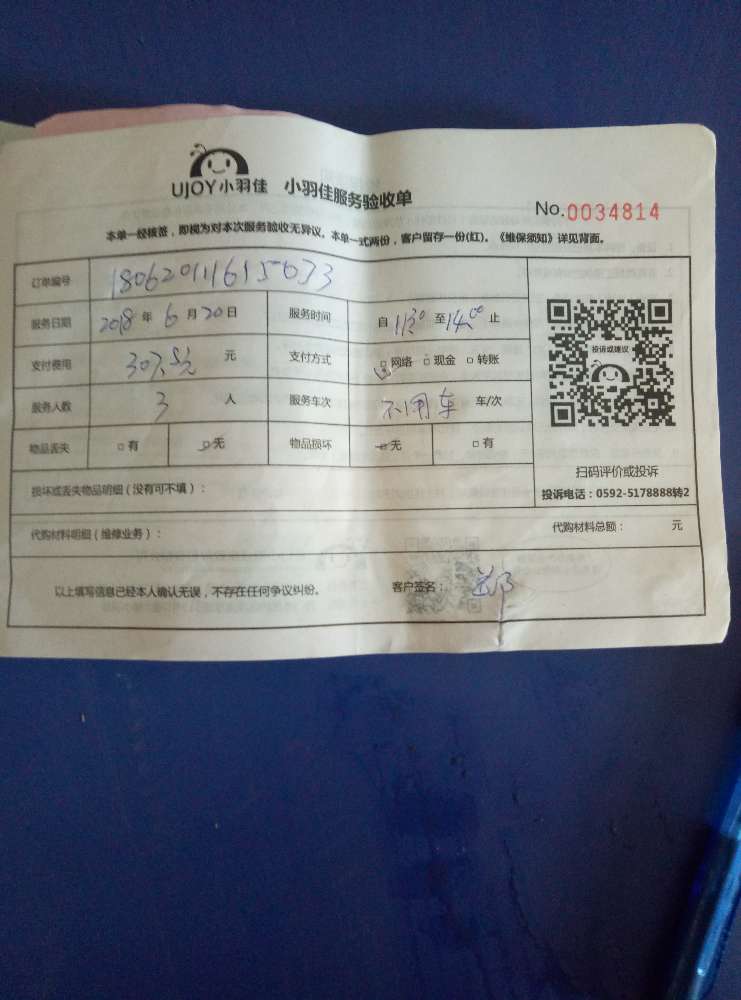 UJOY小羽佳 小羽佳服务验收单
No.0034814
本单一经核签，即视为对本次服务验收无异议。本单一式两份，客户留存一份(红)。《维保须知》详见背面。
订单编号 180620111615633
服务日期 2018 年 6 月 20 日 服务时间 自 11:30 至 14:00 止
支付费用 307.5元 元 支付方式 □网络 □现金 □转账
投诉或建议
服务人数 3 人 服务车次 不用车 车/次
物品丢失 □有 □无 物品损坏 □无 □有
扫码评价或投诉
损坏或丢失物品明细（没有可不填）：
投诉电话：0592-5178888转2
代购材料明细（维修业务）： 代购材料总额： 元
以上填写信息已经本人确认无误，不存在任何争议纠纷。 客户签名： 郑